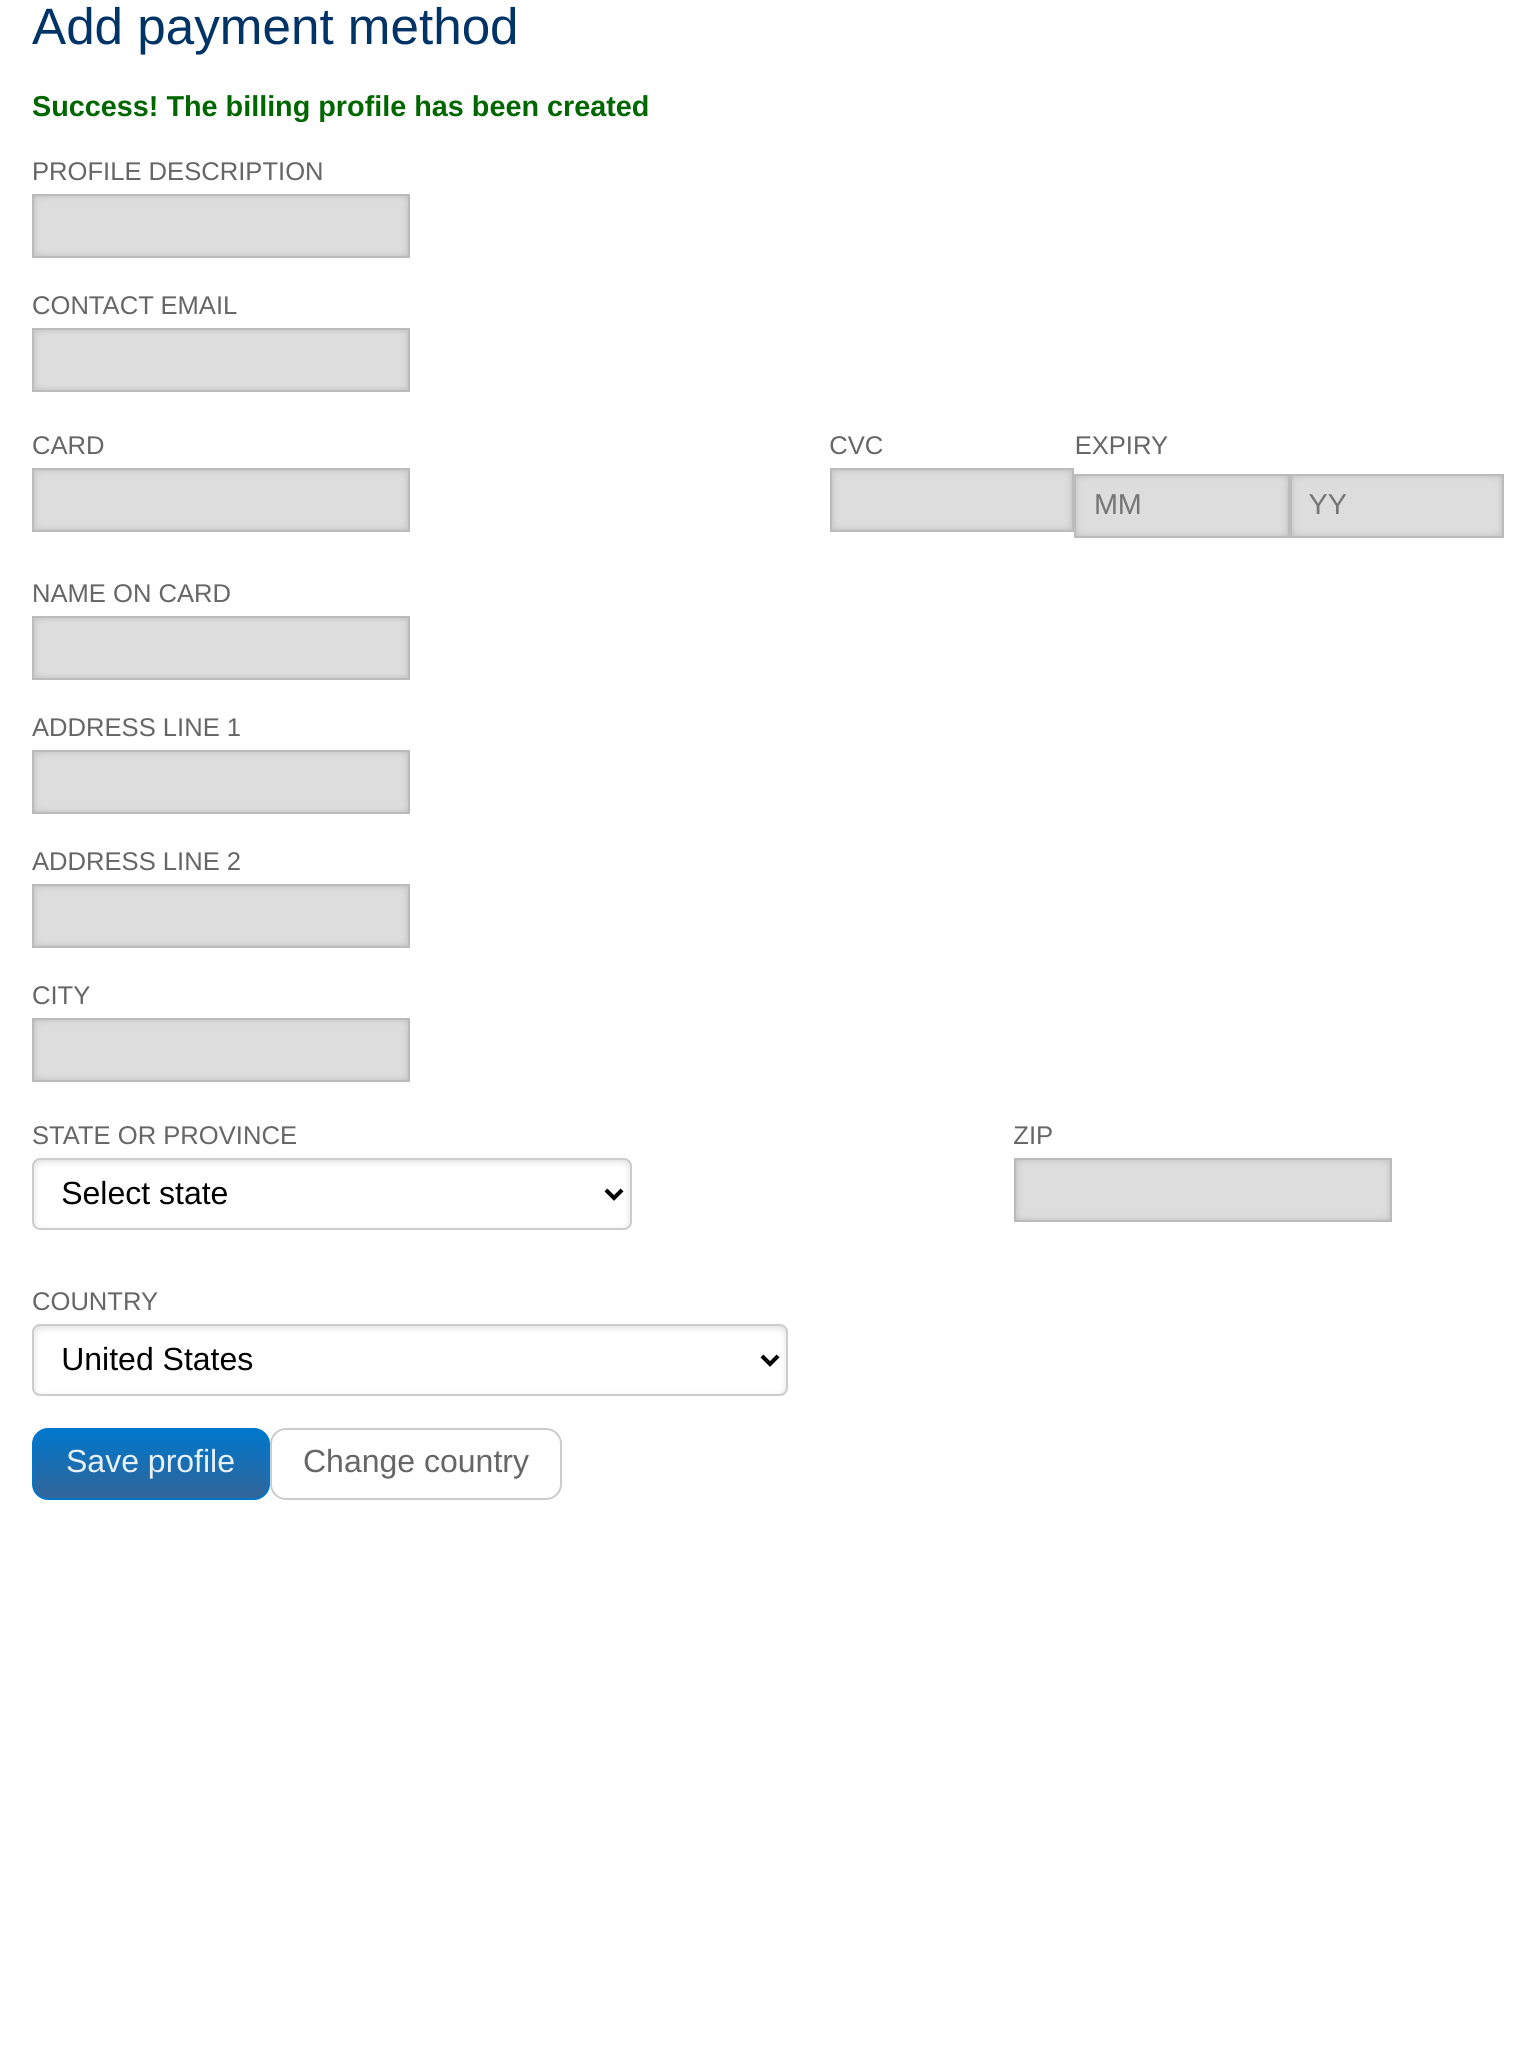 Add payment method
Success! The billing profile has been created
PROFILE DESCRIPTION
CONTACT EMAIL
CARD CVC EXPIRY
MM YY
NAME ON CARD
ADDRESS LINE 1
ADDRESS LINE 2
CITY
STATE OR PROVINCE ZIP
Select state
COUNTRY
United States
Save profile Change country